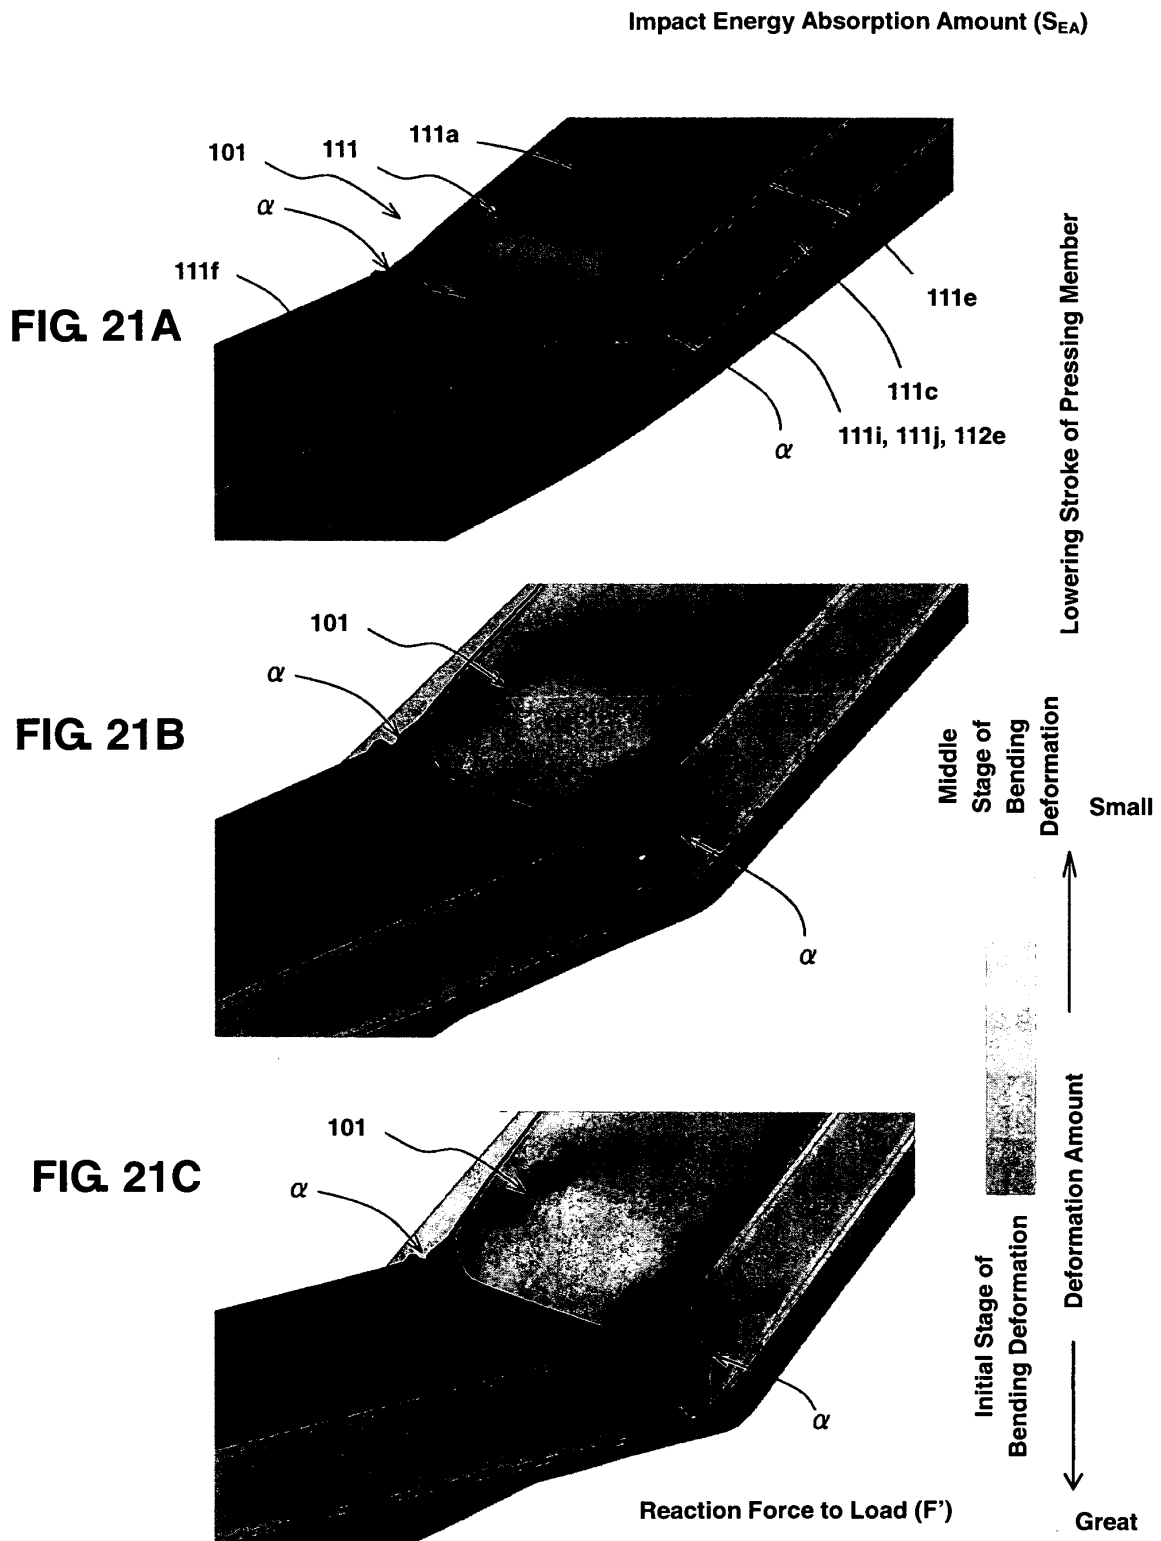 Impact Energy Absorption Amount (SEA)
101
111
111a
α
111f
FIG. 21A
111e
111c
111i, 111j, 112e
α
Lowering Stroke of Pressing Member
101
α
FIG. 21B
α
Middle
Stage of
Bending
Deformation
Small
101
α
FIG. 21C
α
Initial Stage of
Bending Deformation
Deformation Amount
Reaction Force to Load (F')
Great